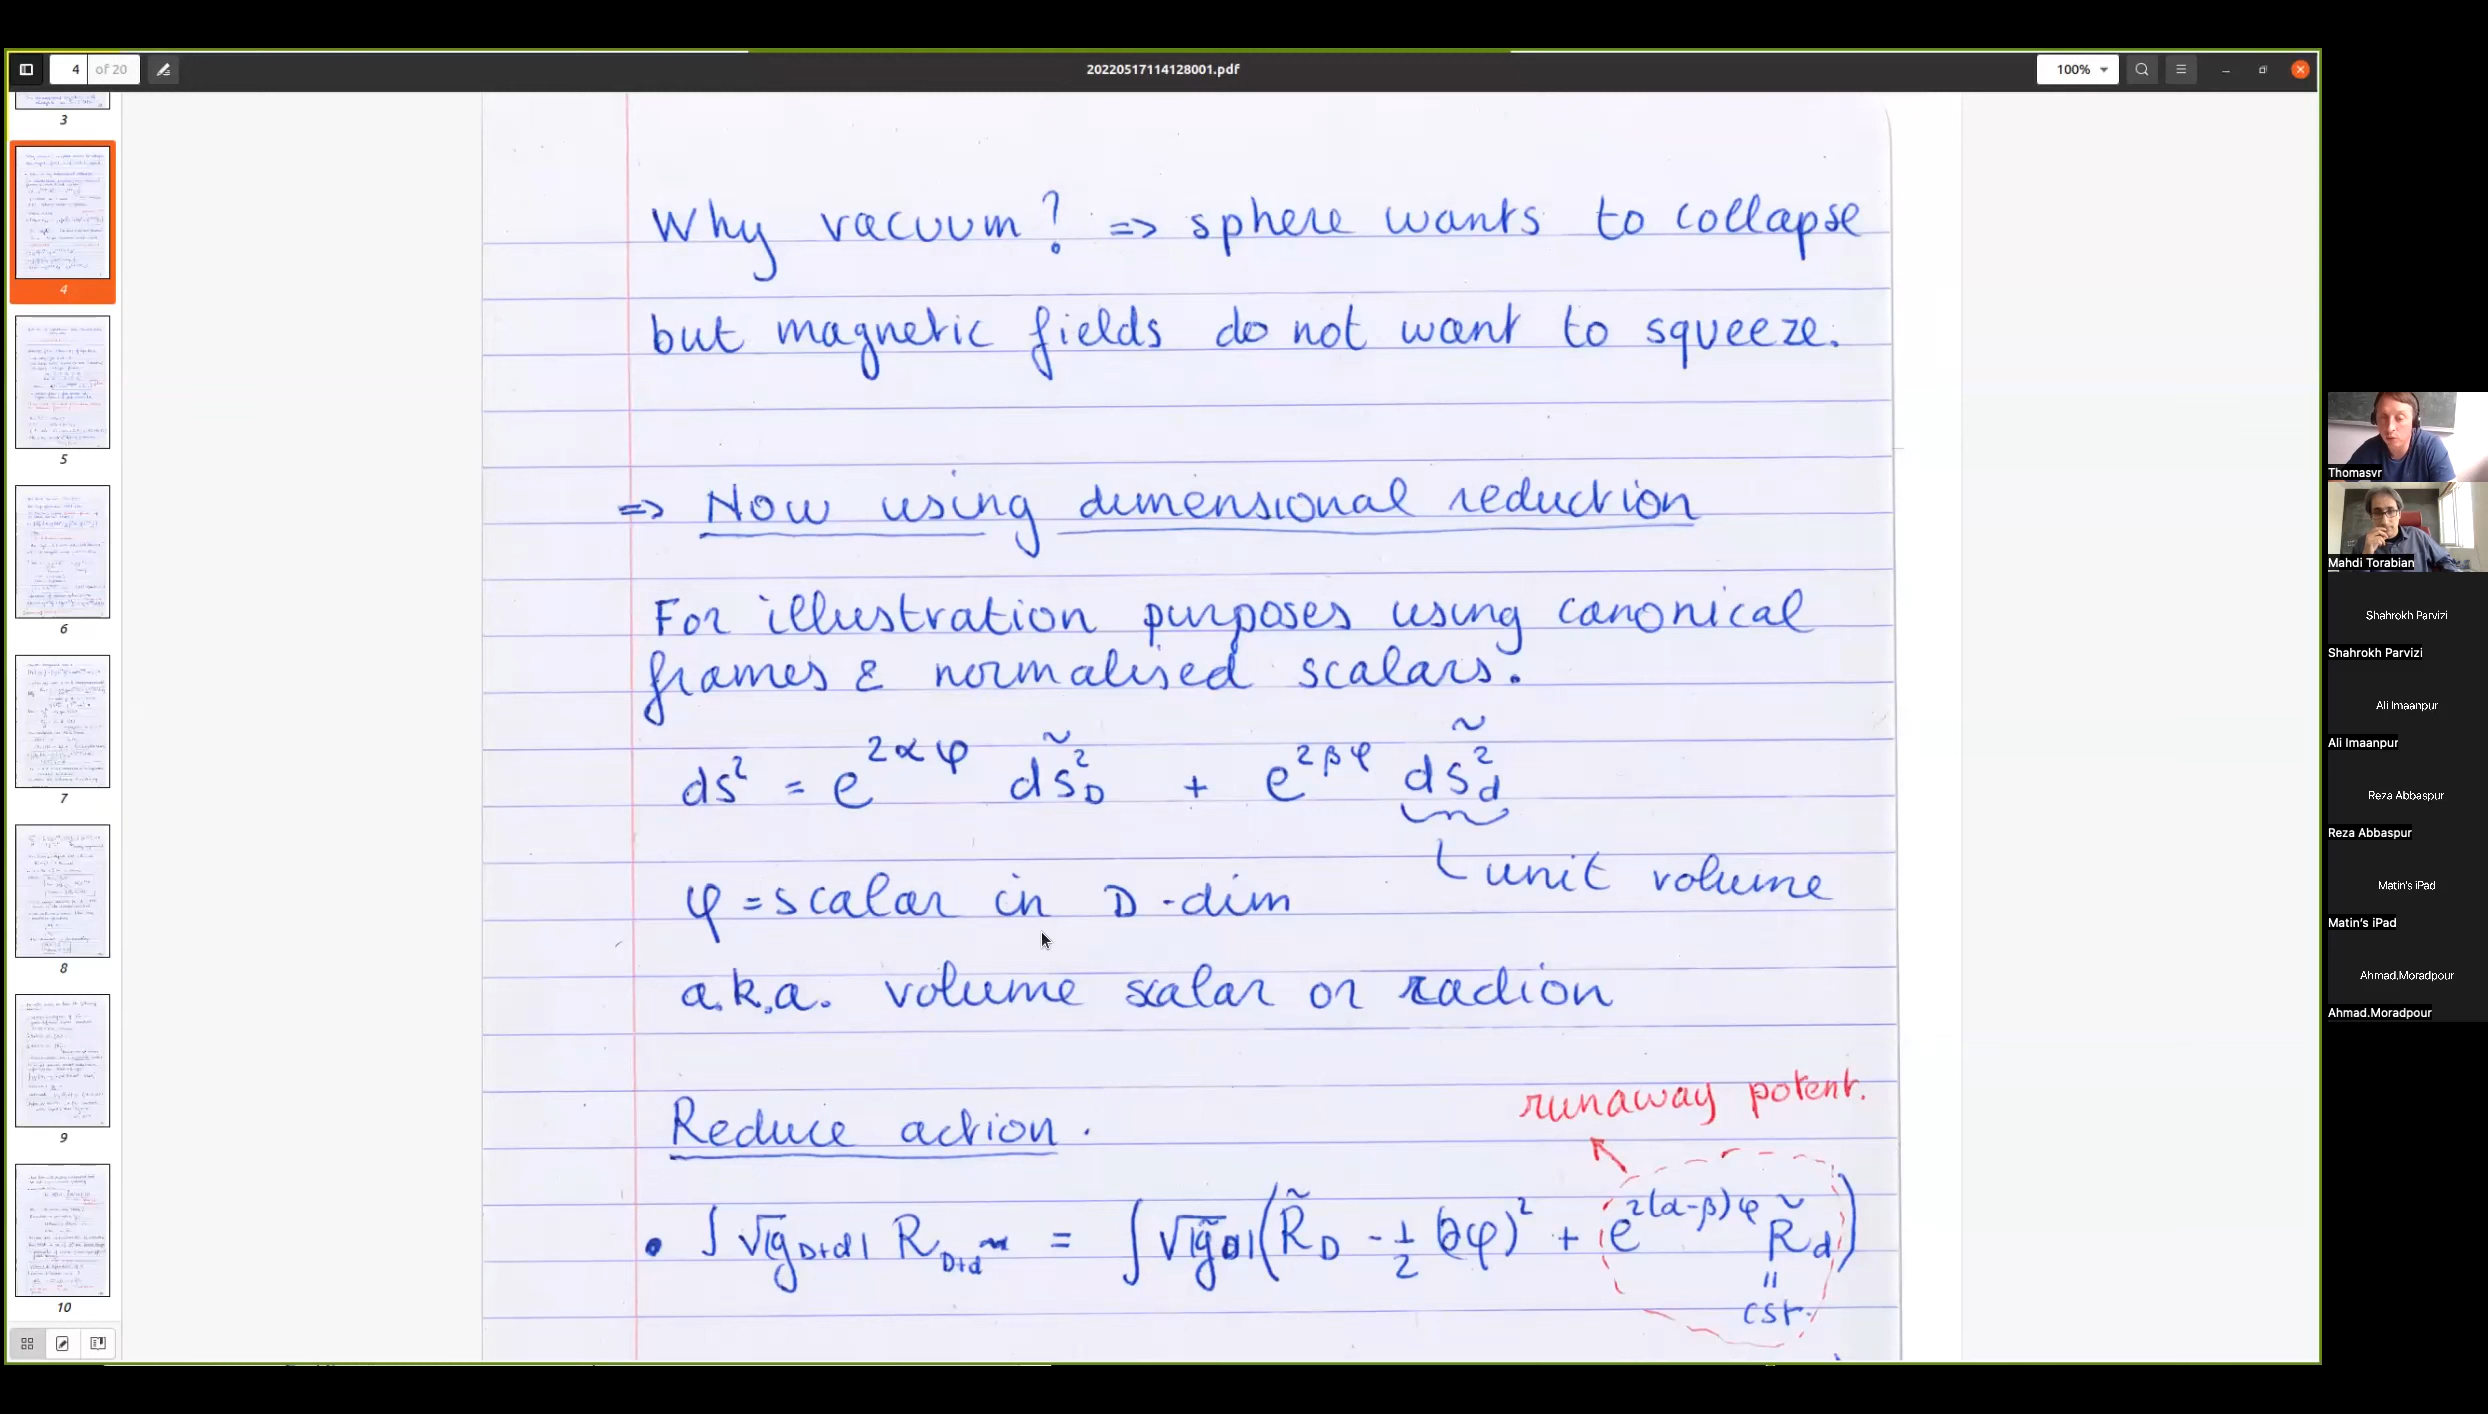 4 of 20
20220517114128001.pdf
100%
3
4
5
6
7
8
9
10
Why vacuum? => sphere wants to collapse
but magnetic fields do not want to squeeze.
=> Now using dimensional reduction
For illustration purposes using canonical
frames & normalised scalars.
ds² = e^{2αφ} ds̃²_D + e^{2βφ} ds̃²_d
unit volume
φ = scalar in D-dim
a.k.a. volume scalar or radion
runaway potent.
Reduce action.
• ∫ √|g_{D+d}| R_{D+d} = ∫ √|g̃_D| (R̃_D - ½ (∂φ)² + e^{2(α-β)φ} R̃_d)
= cst.
Thomasvr
Mahdi Torabian
Shahrokh Parvizi
Shahrokh Parvizi
Ali Imaanpur
Ali Imaanpur
Reza Abbaspur
Reza Abbaspur
Matin's iPad
Matin's iPad
Ahmad.Moradpour
Ahmad.Moradpour